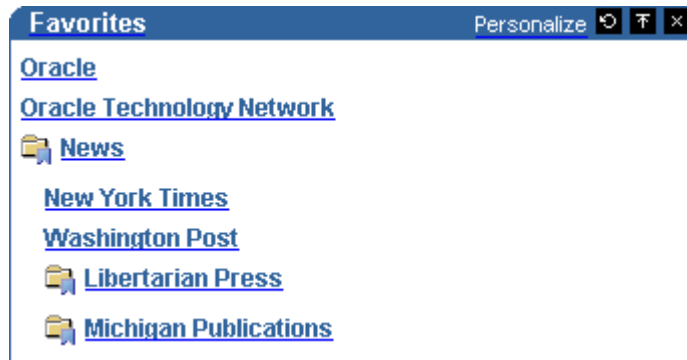 Favorites Personalize
Oracle
Oracle Technology Network
News
New York Times
Washington Post
Libertarian Press
Michigan Publications